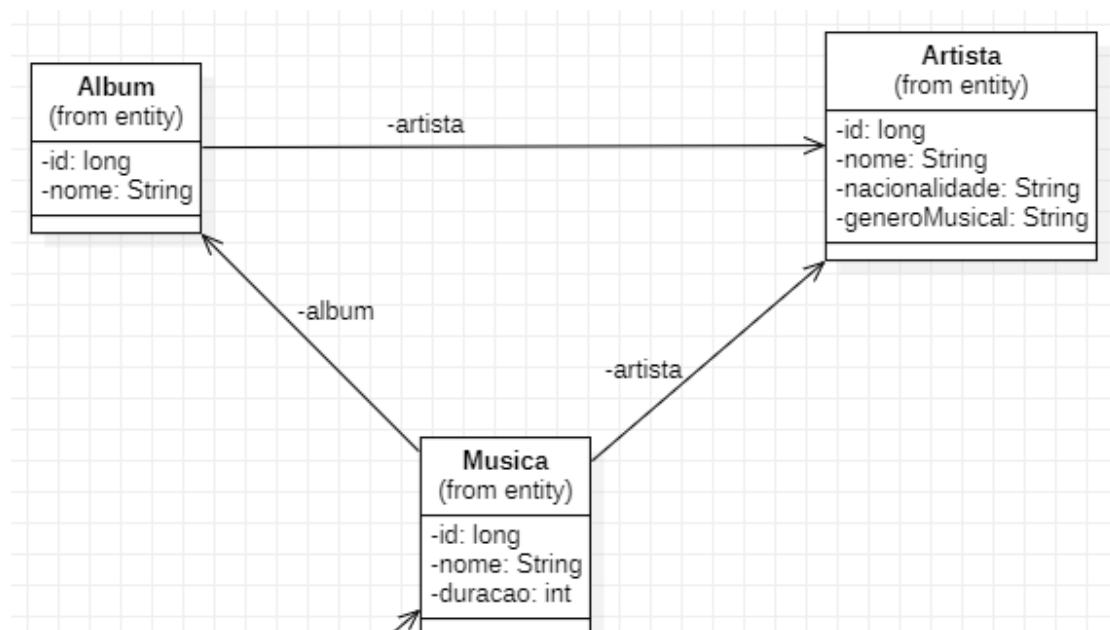 Album
(from entity)
-id: long
-nome: String
-artista
Artista
(from entity)
-id: long
-nome: String
-nacionalidade: String
-generoMusical: String
-album
-artista
Musica
(from entity)
-id: long
-nome: String
-duracao: int